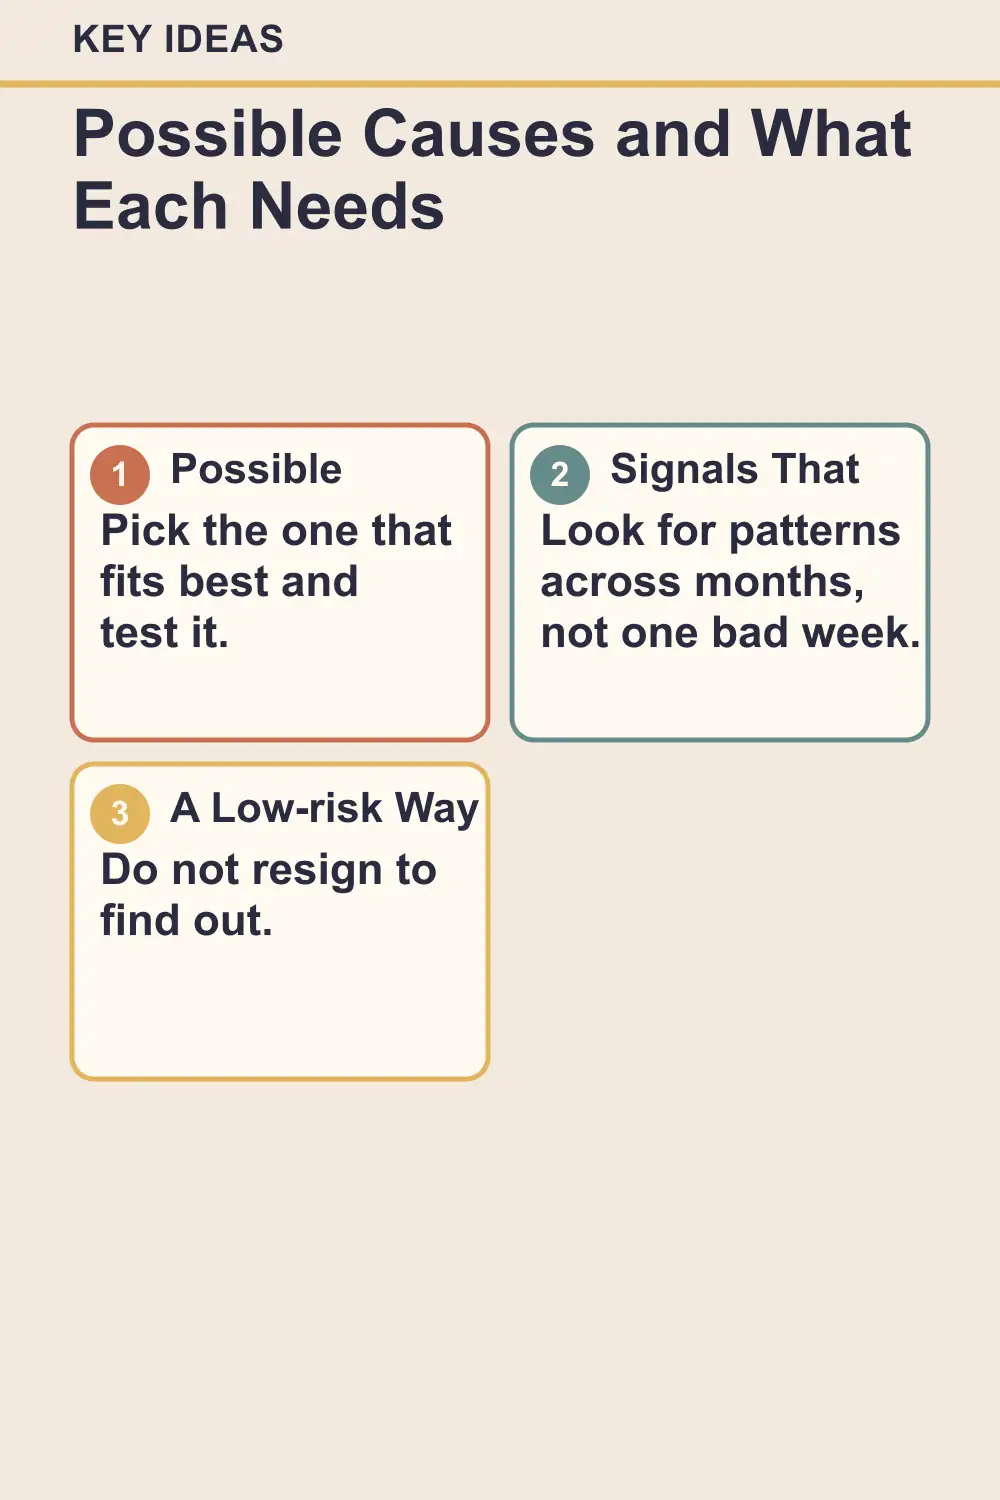 KEY IDEAS
Possible Causes and What
Each Needs
1 Possible
Pick the one that
fits best and
test it.
2 Signals That
Look for patterns
across months,
not one bad week.
3 A Low-risk Way
Do not resign to
find out.